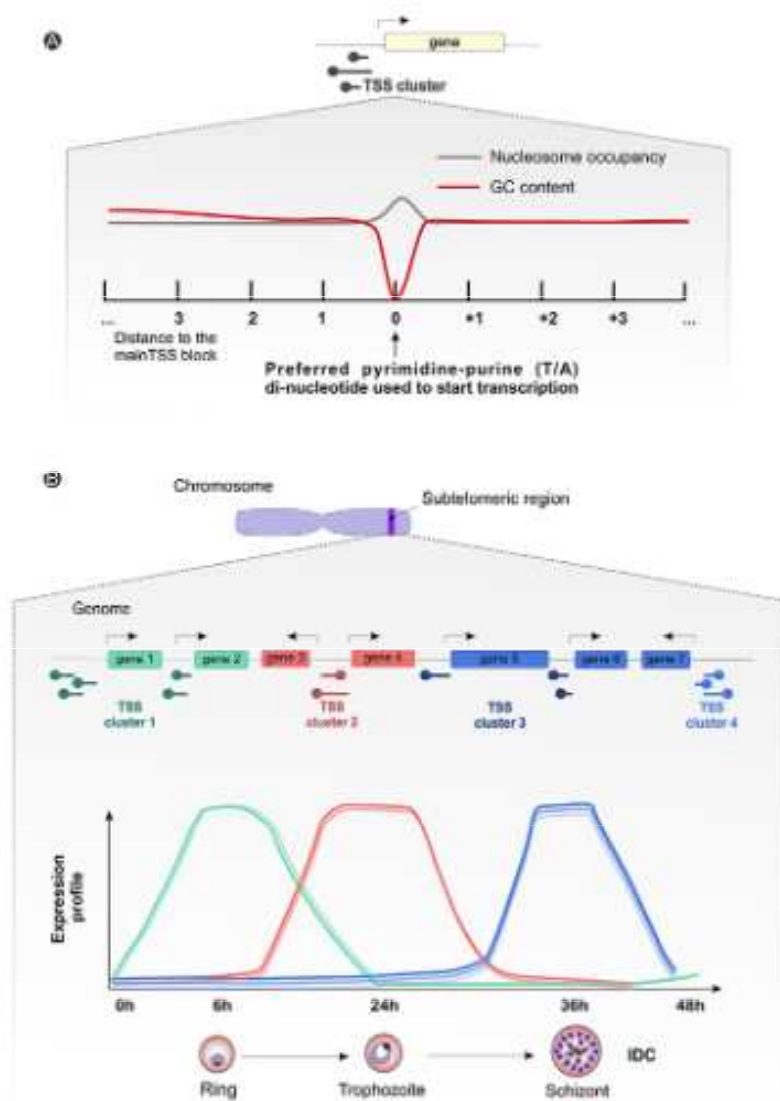 A
gene
TSS cluster
Nucleosome occupancy
GC content
... 3 2 1 0 +1 +2 +3 ...
Distance to the
mainTSS block
Preferred pyrimidine-purine (T/A)
di-nucleotide used to start transcription
B
Chromosome
Subtelomeric region
Genome
gene 1 gene 2 gene 3 gene 4 gene 5 gene 6 gene 7
TSS
cluster 1
TSS
cluster 2
TSS
cluster 3
TSS
cluster 4
Expression
profile
0h 6h 24h 36h 48h
IDC
Ring Trophozoite Schizont